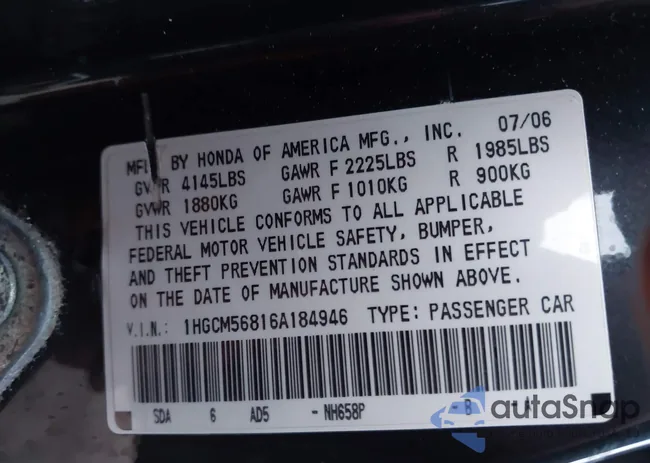 MFD. BY HONDA OF AMERICA MFG., INC. 07/06
GVWR 4145LBS GAWR F 2225LBS R 1985LBS
GVWR 1880KG GAWR F 1010KG R 900KG
THIS VEHICLE CONFORMS TO ALL APPLICABLE
FEDERAL MOTOR VEHICLE SAFETY, BUMPER,
AND THEFT PREVENTION STANDARDS IN EFFECT
ON THE DATE OF MANUFACTURE SHOWN ABOVE.
V.I.N.: 1HGCM56816A184946 TYPE: PASSENGER CAR
SDA 6 AD5 -NH658P -B
autoSnap